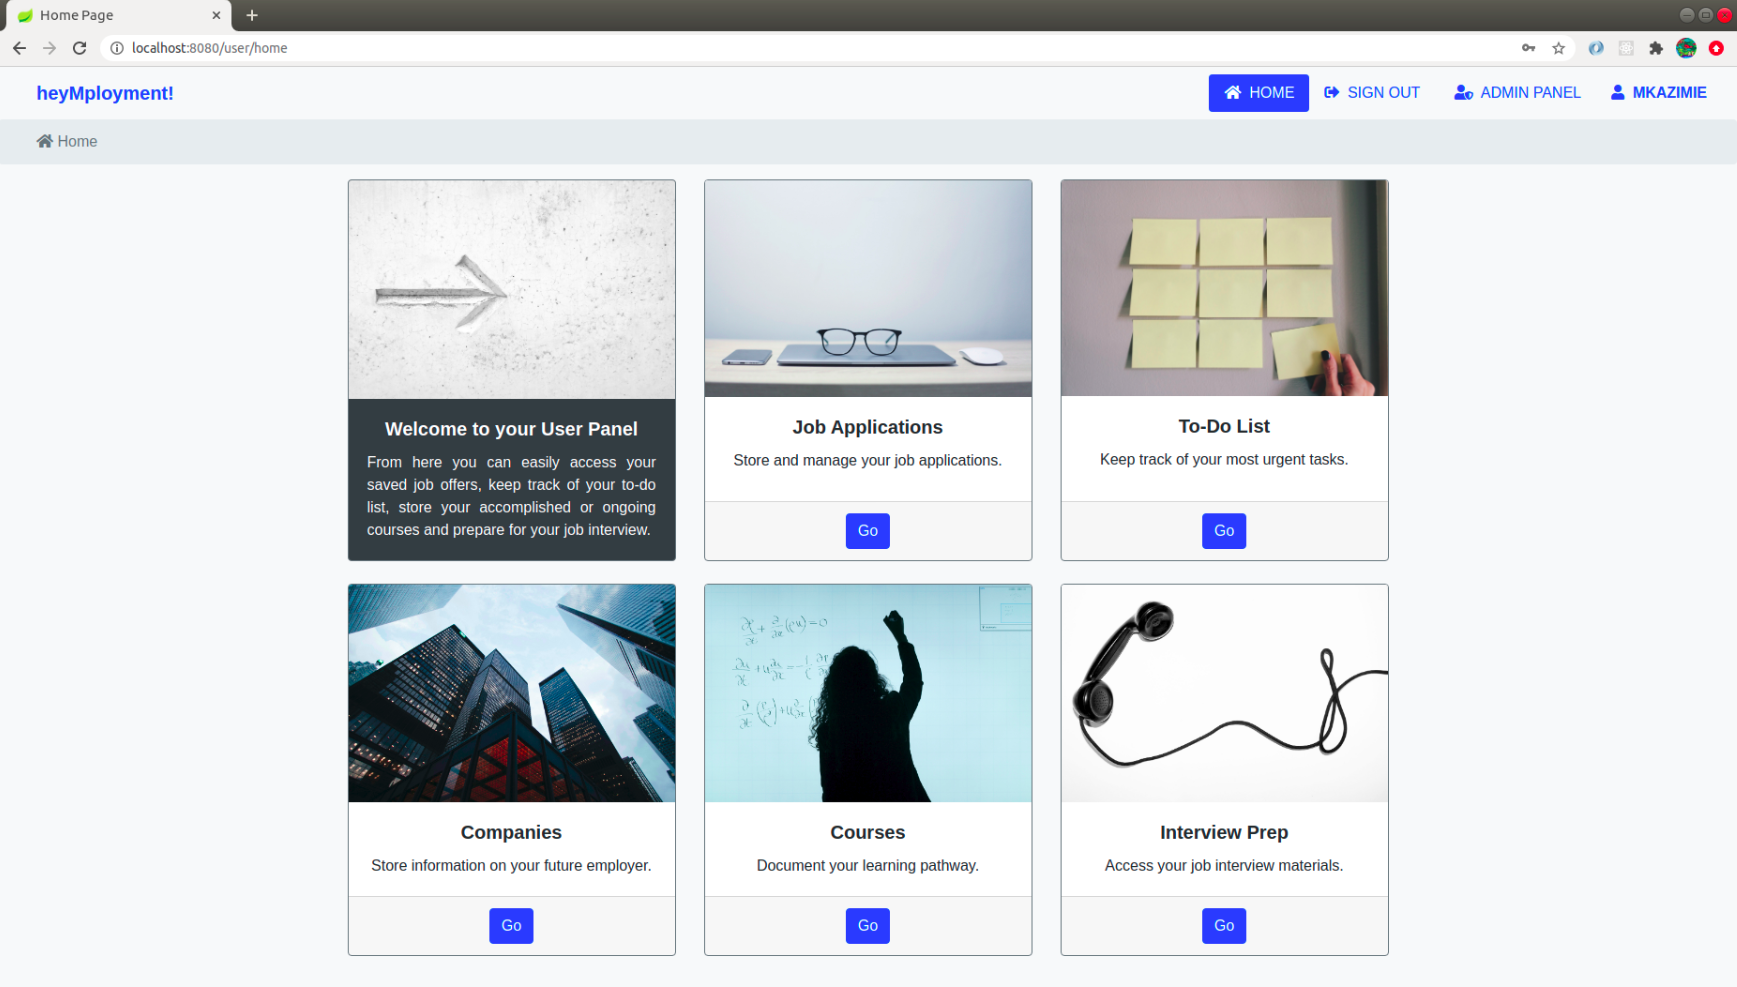 Home Page
localhost:8080/user/home
heyMployment!
HOME
SIGN OUT
ADMIN PANEL
MKAZIMIE
Home
Welcome to your User Panel
From here you can easily access your
saved job offers, keep track of your to-do
list, store your accomplished or ongoing
courses and prepare for your job interview.
Job Applications
Store and manage your job applications.
Go
To-Do List
Keep track of your most urgent tasks.
Go
Companies
Store information on your future employer.
Go
Courses
Document your learning pathway.
Go
Interview Prep
Access your job interview materials.
Go